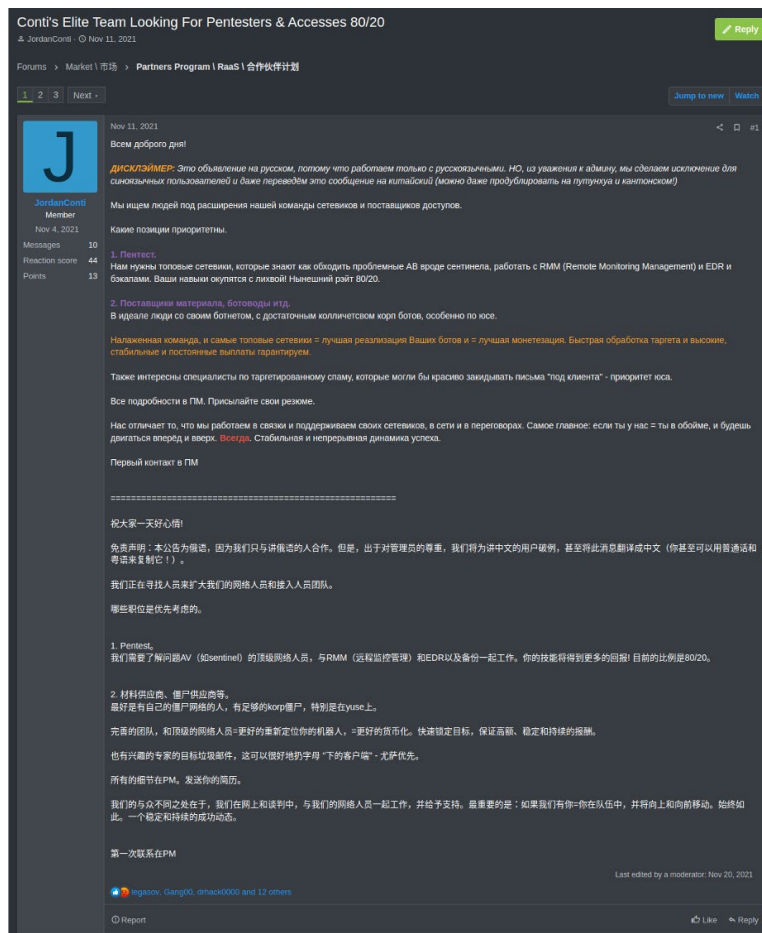 Conti's Elite Team Looking For Pentesters & Accesses 80/20
JordanConti · Nov 11, 2021
Reply
Forums > Market \ 市场 > Partners Program \ RaaS \ 合作伙伴计划
1 2 3 Next
Jump to new Watch
J
JordanConti
Member
Nov 4, 2021
Messages 10
Reaction score 44
Points 13
Nov 11, 2021
#1
Всем доброго дня!
ДИСКЛЭЙМЕР: Это объявление на русском, потому что работаем только с русскоязычными. НО, из уважения к админу, мы сделаем исключение для
синоязычных пользователей и даже переведём это сообщение на китайский (можно даже продублировать на путунхуа и кантонском!)
Мы ищем людей под расширения нашей команды сетевиков и поставщиков доступов.
Какие позиции приоритетны.
1. Пентест.
Нам нужны топовые сетевики, которые знают как обходить проблемные АВ вроде сентинела, работать с RMM (Remote Monitoring Management) и EDR и
бэкапами. Ваши навыки окупятся с лихвой! Нынешний рэйт 80/20.
2. Поставщики материала, ботоводы итд.
В идеале люди со своим ботнетом, с достаточным колличетсвом корп ботов, особенно по юсе.
Налаженная команда, и самые топовые сетевики = лучшая реазлизация Ваших ботов и = лучшая монетезация. Быстрая обработка таргета и высокие,
стабильные и постоянные выплаты гарантируем.
Также интересны специалисты по таргетированному спаму, которые могли бы красиво закидывать письма "под клиента" - приоритет юса.
Все подробности в ПМ. Присылайте свои резюме.
Нас отличает то, что мы работаем в связки и поддерживаем своих сетевиков, в сети и в переговорах. Самое главное: если ты у нас = ты в обойме, и будешь
двигаться вперёд и вверх. Всегда. Стабильная и непрерывная динамика успеха.
Первый контакт в ПМ
========================================================
祝大家一天好心情!
免责声明：本公告为俄语，因为我们只与讲俄语的人合作。但是，出于对管理员的尊重，我们将为讲中文的用户破例，甚至将此消息翻译成中文（你甚至可以用普通话和
粤语来复制它！）。
我们正在寻找人员来扩大我们的网络人员和接入人员团队。
哪些职位是优先考虑的。
1. Pentest。
我们需要了解问题AV（如sentinel）的顶级网络人员，与RMM（远程监控管理）和EDR以及备份一起工作。你的技能将得到更多的回报! 目前的比例是80/20。
2. 材料供应商、僵尸供应商等。
最好是有自己的僵尸网络的人，有足够的korp僵尸，特别是在yuse上。
完善的团队，和顶级的网络人员=更好的重新定位你的机器人，=更好的货币化。快速锁定目标，保证高额、稳定和持续的报酬。
也有兴趣的专家的目标垃圾邮件，这可以很好地扔字母 "下的客户端" - 尤萨优先。
所有的细节在PM。发送你的简历。
我们的与众不同之处在于，我们在网上和谈判中，与我们的网络人员一起工作，并给予支持。最重要的是：如果我们有你=你在队伍中，并将向上和向前移动。始终如
此。一个稳定和持续的成功动态。
第一次联系在PM
Last edited by a moderator: Nov 20, 2021
legasov, Gang00, drhack0000 and 12 others
Report
Like Reply